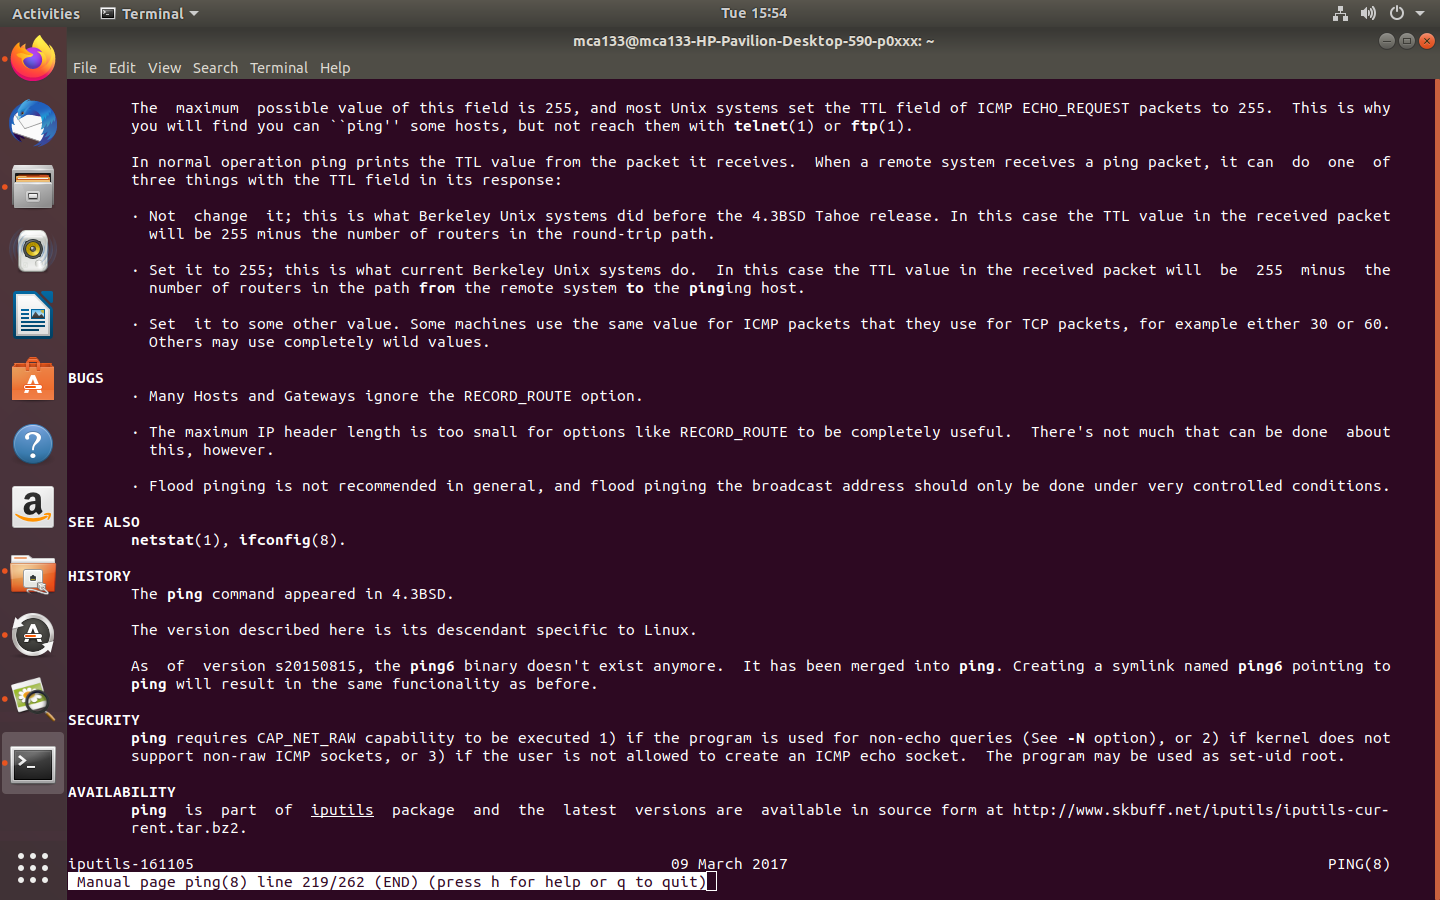 Activities Terminal Tue 15:54
mca133@mca133-HP-Pavilion-Desktop-590-p0xxx: ~
File Edit View Search Terminal Help
The  maximum  possible value of this field is 255, and most Unix systems set the TTL field of ICMP ECHO_REQUEST packets to 255.  This is why
you will find you can ``ping'' some hosts, but not reach them with telnet(1) or ftp(1).
In normal operation ping prints the TTL value from the packet it receives.  When a remote system receives a ping packet, it can  do  one  of
three things with the TTL field in its response:
· Not  change  it; this is what Berkeley Unix systems did before the 4.3BSD Tahoe release. In this case the TTL value in the received packet
will be 255 minus the number of routers in the round-trip path.
· Set it to 255; this is what current Berkeley Unix systems do.  In this case the TTL value in the received packet will  be  255  minus  the
number of routers in the path from the remote system to the pinging host.
· Set  it to some other value. Some machines use the same value for ICMP packets that they use for TCP packets, for example either 30 or 60.
Others may use completely wild values.
BUGS
· Many Hosts and Gateways ignore the RECORD_ROUTE option.
· The maximum IP header length is too small for options like RECORD_ROUTE to be completely useful.  There's not much that can be done  about
this, however.
· Flood pinging is not recommended in general, and flood pinging the broadcast address should only be done under very controlled conditions.
SEE ALSO
netstat(1), ifconfig(8).
HISTORY
The ping command appeared in 4.3BSD.
The version described here is its descendant specific to Linux.
As  of  version s20150815, the ping6 binary doesn't exist anymore.  It has been merged into ping. Creating a symlink named ping6 pointing to
ping will result in the same funcionality as before.
SECURITY
ping requires CAP_NET_RAW capability to be executed 1) if the program is used for non-echo queries (See -N option), or 2) if kernel does not
support non-raw ICMP sockets, or 3) if the user is not allowed to create an ICMP echo socket.  The program may be used as set-uid root.
AVAILABILITY
ping  is  part  of  iputils  package  and  the  latest  versions are  available in source form at http://www.skbuff.net/iputils/iputils-cur-
rent.tar.bz2.
iputils-161105 09 March 2017 PING(8)
Manual page ping(8) line 219/262 (END) (press h for help or q to quit)